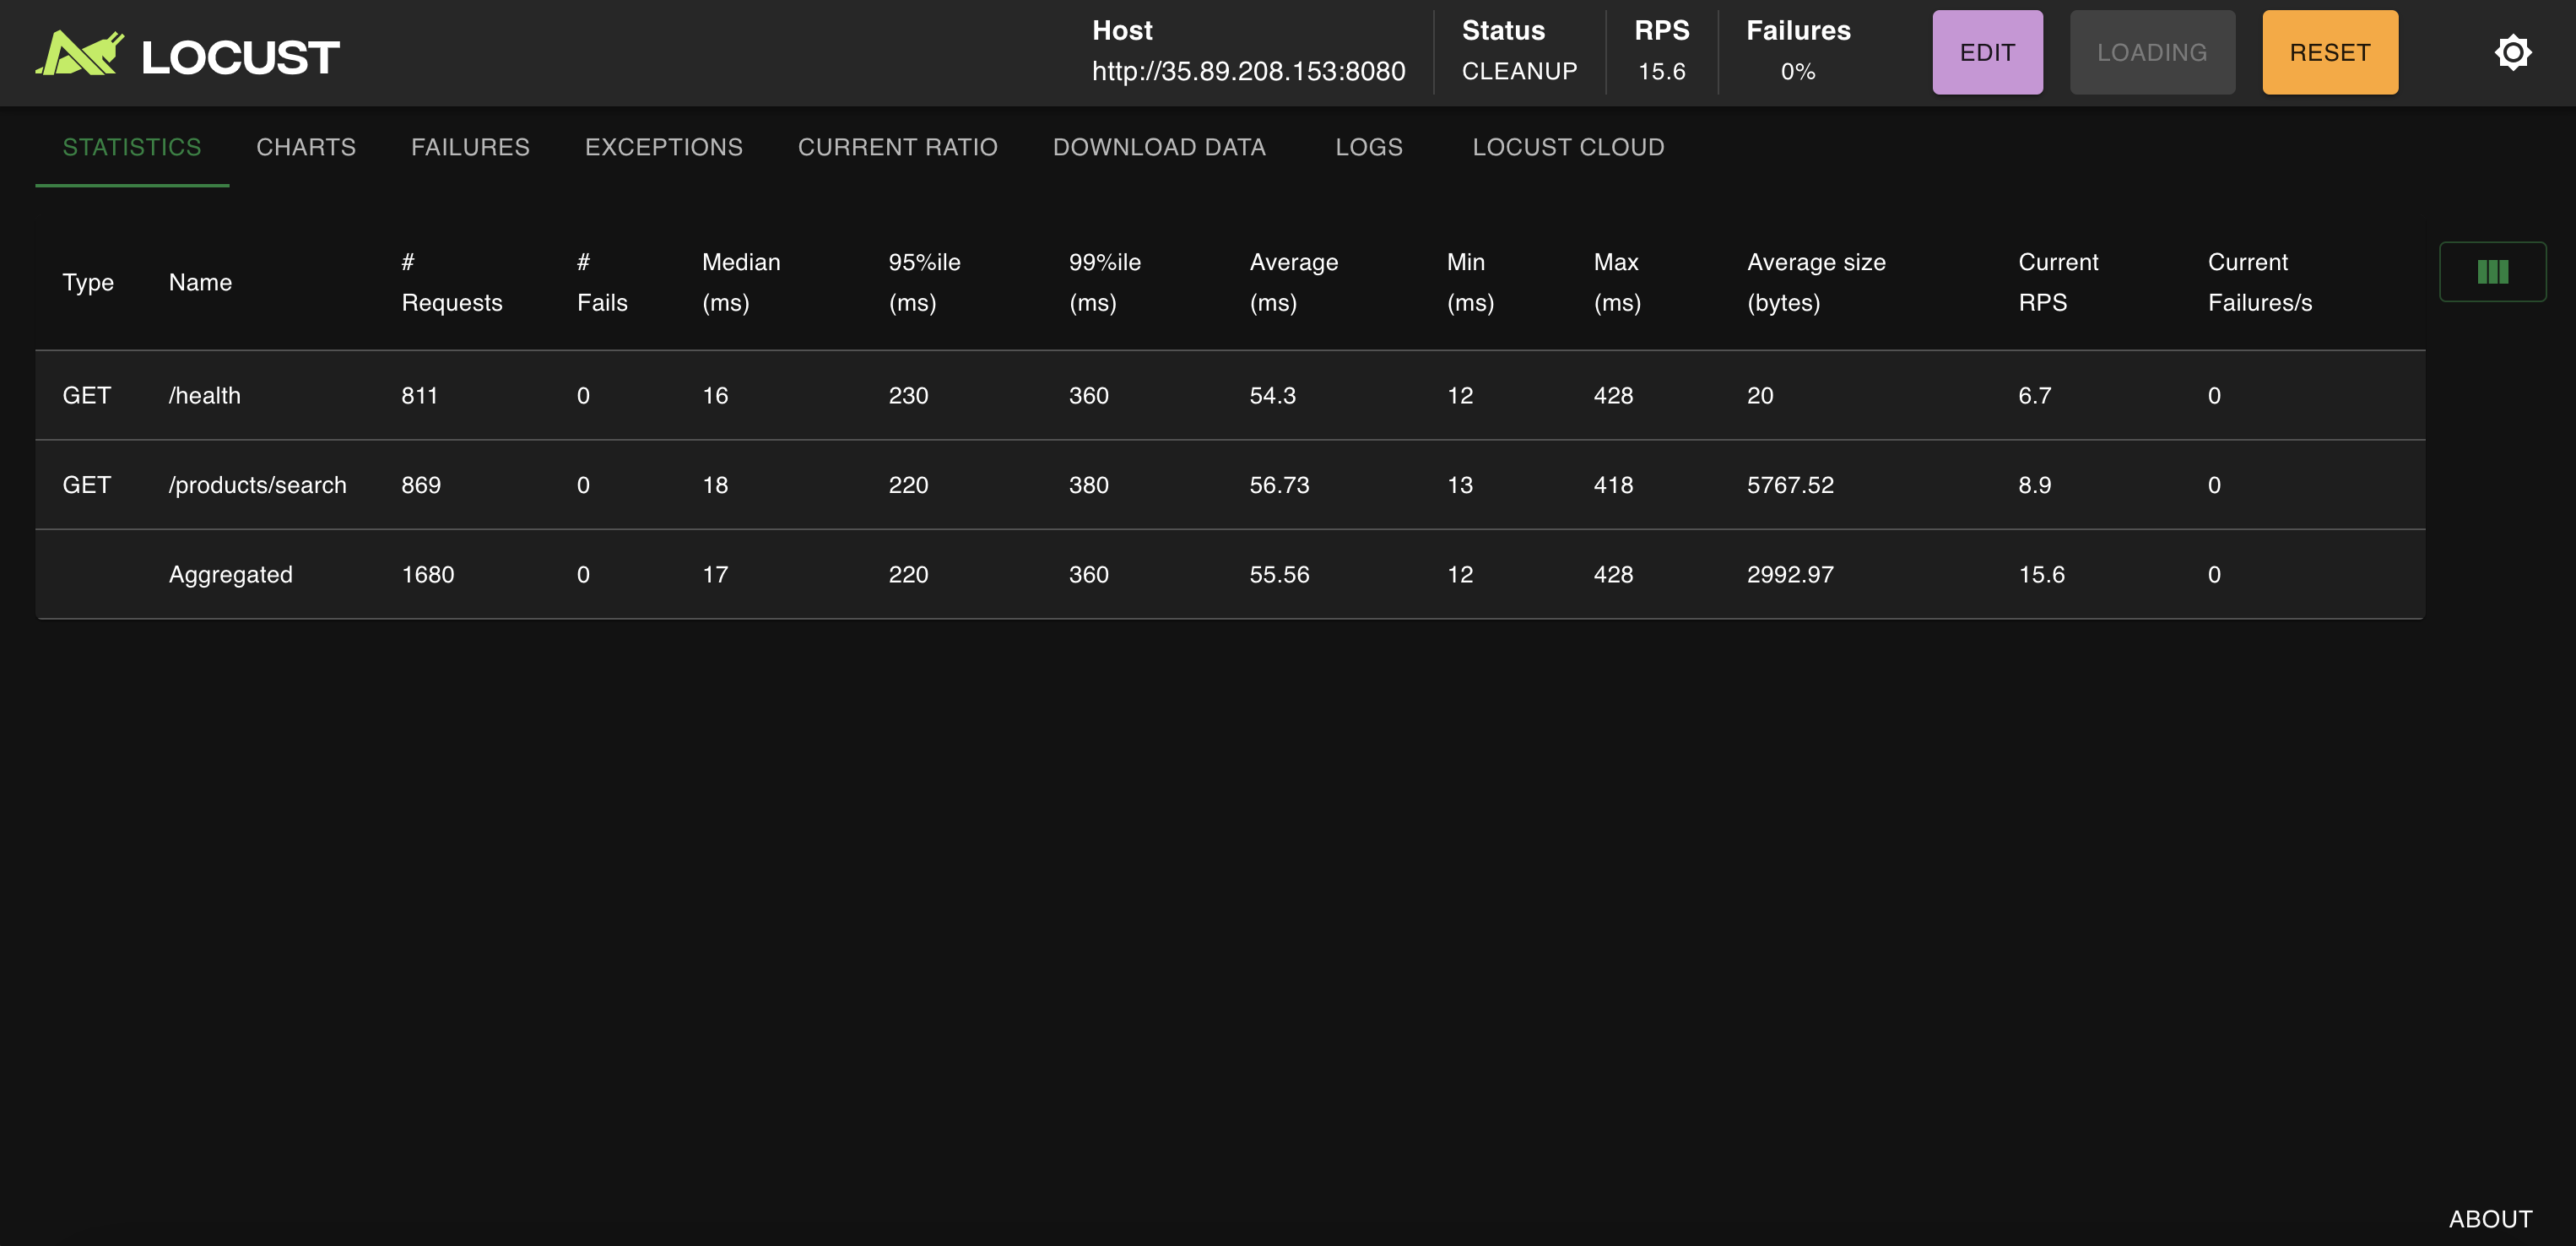 LOCUST
Host
http://35.89.208.153:8080
Status
CLEANUP
RPS
15.6
Failures
0%
EDIT
LOADING
RESET
STATISTICS CHARTS FAILURES EXCEPTIONS CURRENT RATIO DOWNLOAD DATA LOGS LOCUST CLOUD
Type Name # Requests # Fails Median (ms) 95%ile (ms) 99%ile (ms) Average (ms) Min (ms) Max (ms) Average size (bytes) Current RPS Current Failures/s
GET /health 811 0 16 230 360 54.3 12 428 20 6.7 0
GET /products/search 869 0 18 220 380 56.73 13 418 5767.52 8.9 0
Aggregated 1680 0 17 220 360 55.56 12 428 2992.97 15.6 0
ABOUT